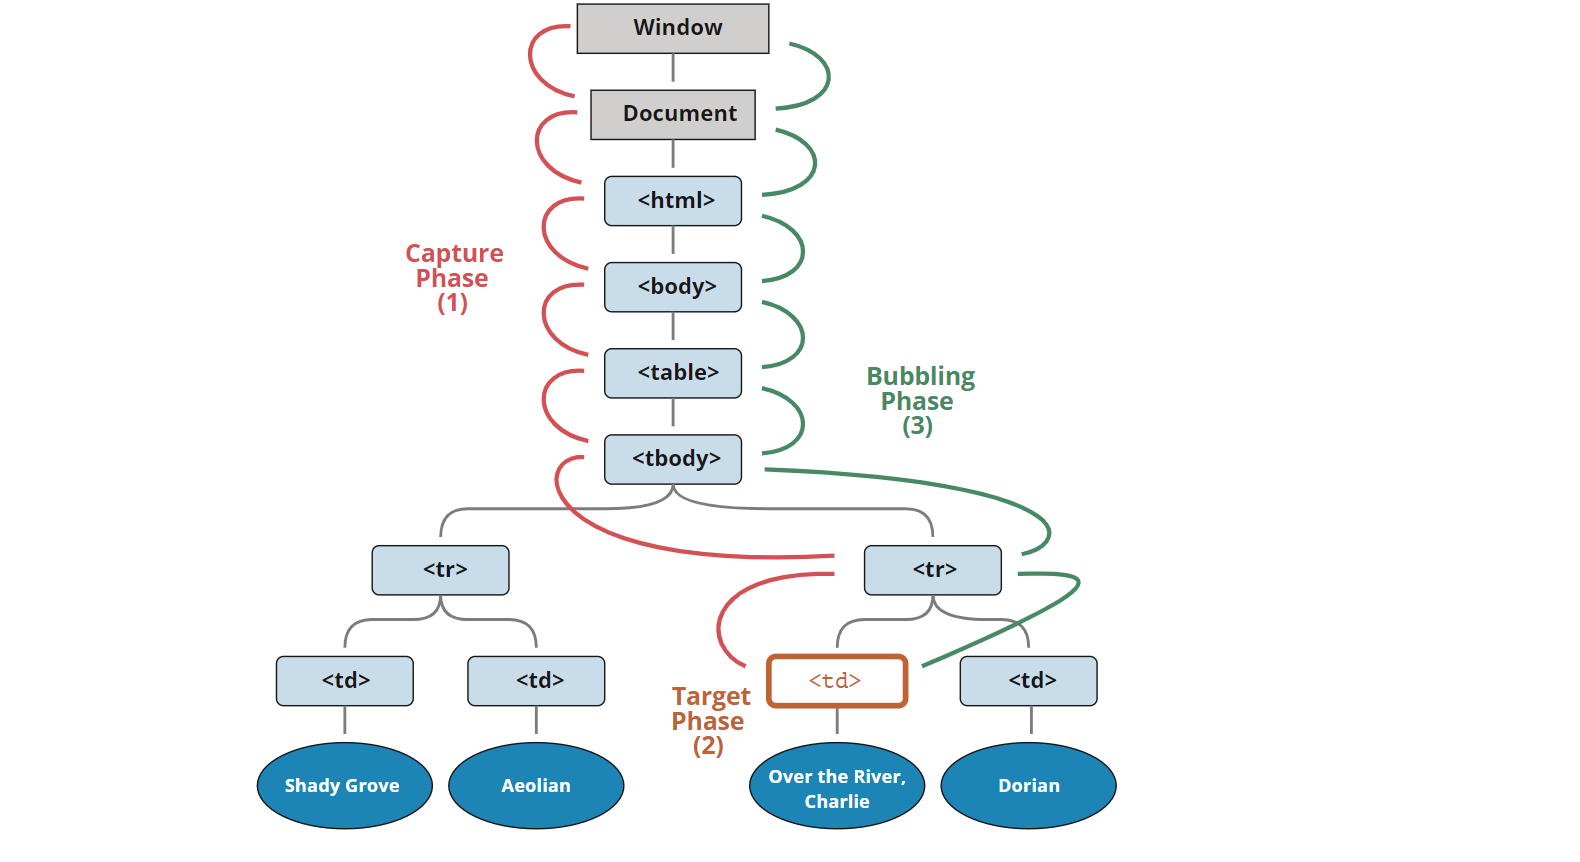 Window
Document
<html>
Capture
Phase
(1)
<body>
<table>
Bubbling
Phase
(3)
<tbody>
<tr>
<tr>
<td>
<td>
<td>
<td>
Target
Phase
(2)
Shady Grove
Aeolian
Over the River,
Charlie
Dorian